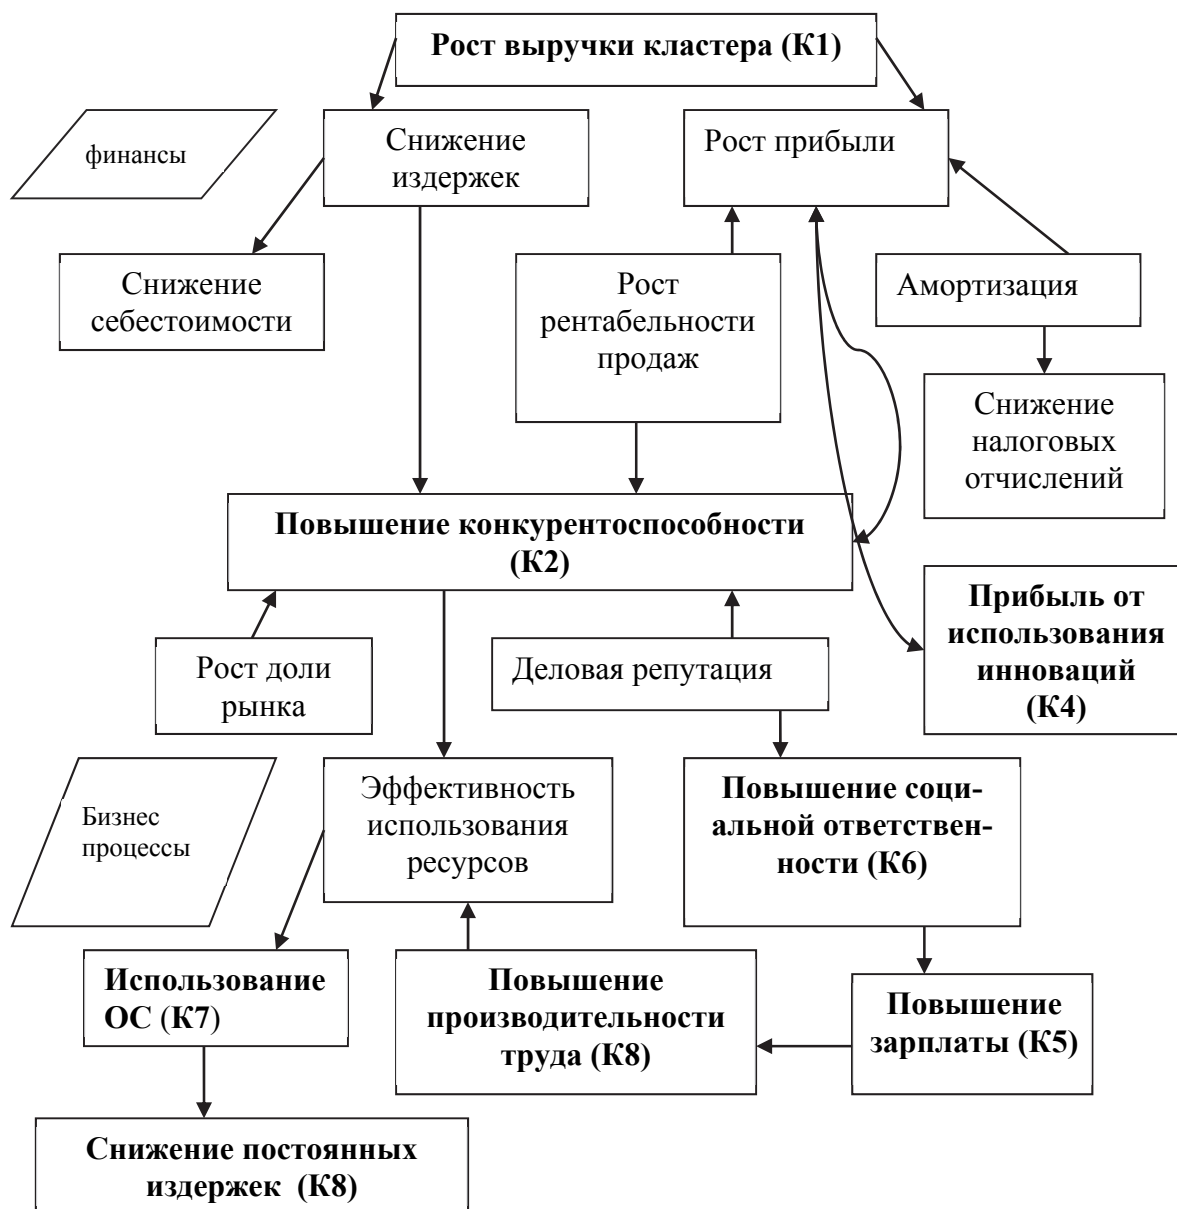 Рост выручки кластера (К1)
финансы
Снижение
издержек
Рост прибыли
Снижение
себестоимости
Рост
рентабельности
продаж
Амортизация
Снижение
налоговых
отчислений
Повышение конкурентоспособности
(К2)
Прибыль от
использования
инноваций
(К4)
Рост доли
рынка
Деловая репутация
Бизнес
процессы
Эффективность
использования
ресурсов
Повышение соци-
альной ответствен-
ности (К6)
Использование
ОС (К7)
Повышение
производительности
труда (К8)
Повышение
зарплаты (К5)
Снижение постоянных
издержек (К8)